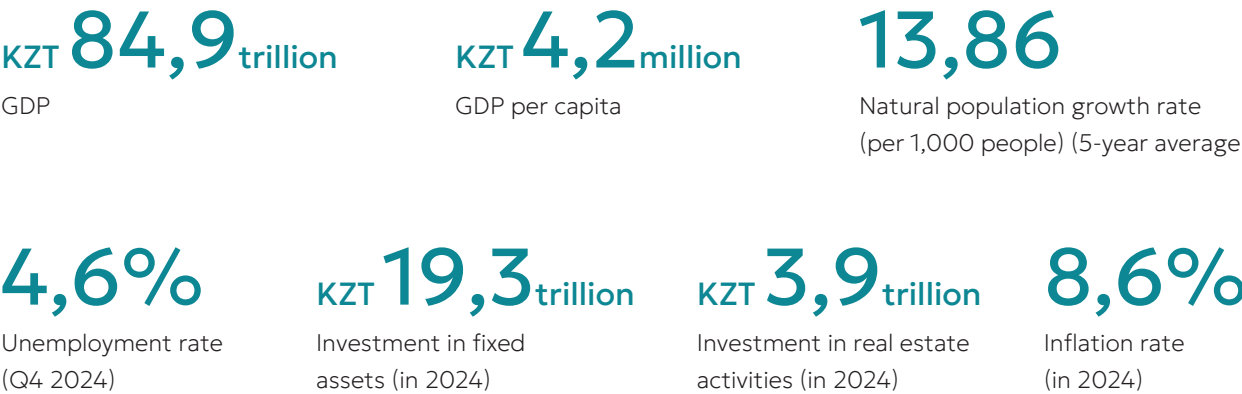 KZT 84,9 trillion
GDP
KZT 4,2 million
GDP per capita
13,86
Natural population growth rate
(per 1,000 people) (5-year average
4,6%
Unemployment rate
(Q4 2024)
KZT 19,3 trillion
Investment in fixed
assets (in 2024)
KZT 3,9 trillion
Investment in real estate
activities (in 2024)
8,6%
Inflation rate
(in 2024)